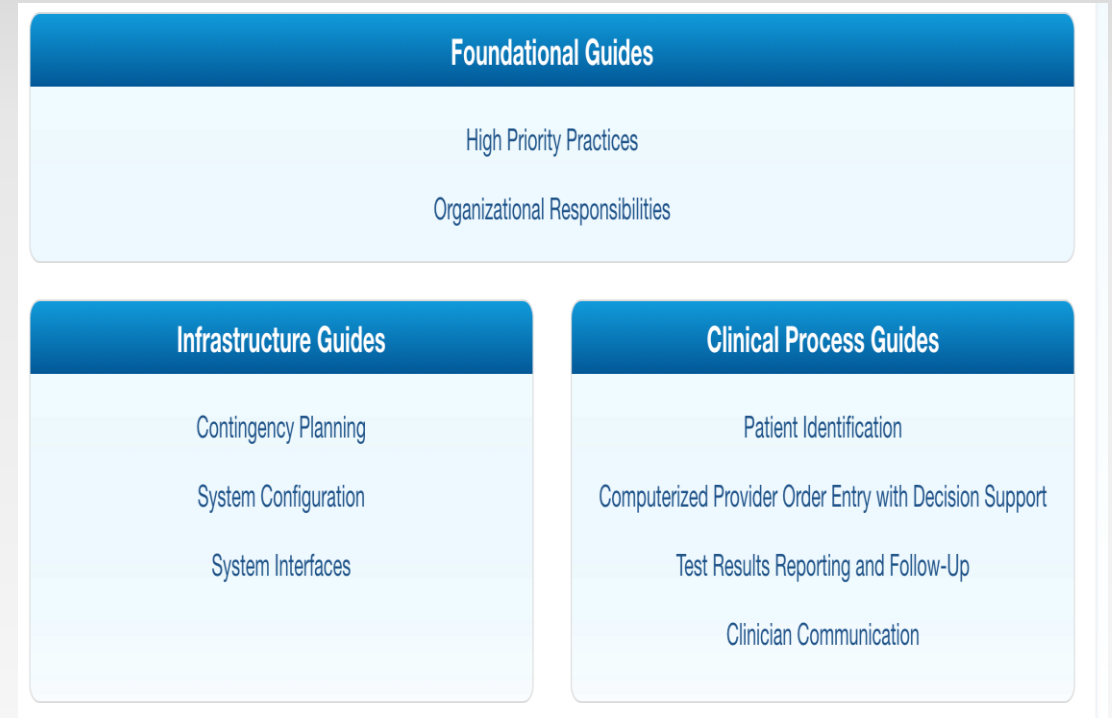 Foundational Guides
High Priority Practices
Organizational Responsibilities
Infrastructure Guides
Contingency Planning
System Configuration
System Interfaces
Clinical Process Guides
Patient Identification
Computerized Provider Order Entry with Decision Support
Test Results Reporting and Follow-Up
Clinician Communication